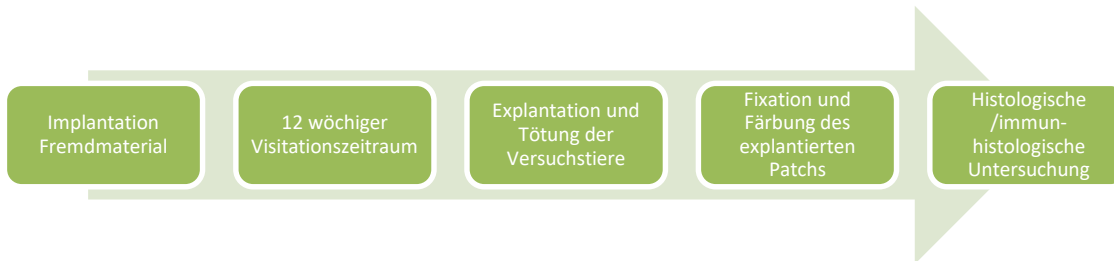 Implantation
Fremdmaterial
12 wöchiger
Visitationszeitraum
Explantation und
Tötung der
Versuchstiere
Fixation und
Färbung des
explantierten
Patchs
Histologische
/immun-
histologische
Untersuchung